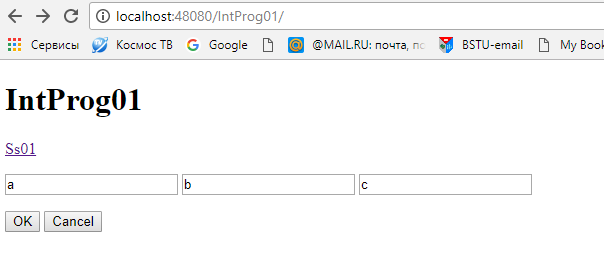 localhost:48080/IntProg01/
Сервисы Космос ТВ Google @MAIL.RU: почта, BSTU-email My Book
IntProg01
Ss01
a b c
OK Cancel